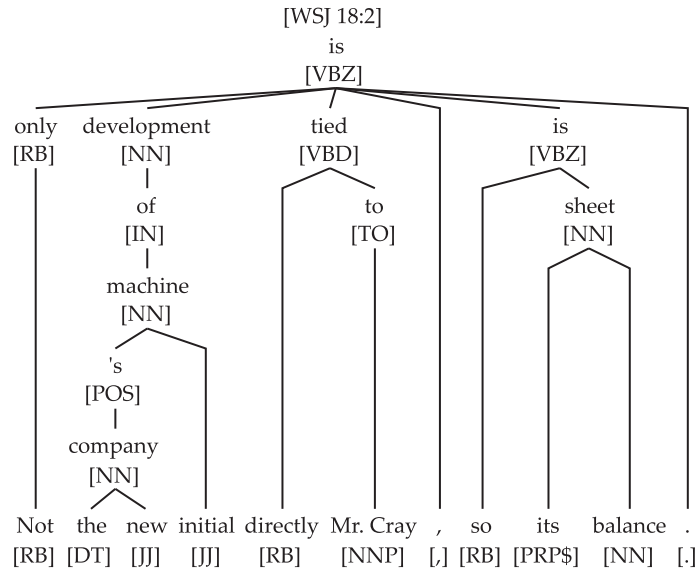 [WSJ 18:2]
is
[VBZ]
only development tied is
[RB] [NN] [VBD] [VBZ]
of to sheet
[IN] [TO] [NN]
machine
[NN]
's
[POS]
company
[NN]
Not the new initial directly Mr. Cray , so its balance .
[RB] [DT] [JJ] [JJ] [RB] [NNP] [,] [RB] [PRP$] [NN] [.]